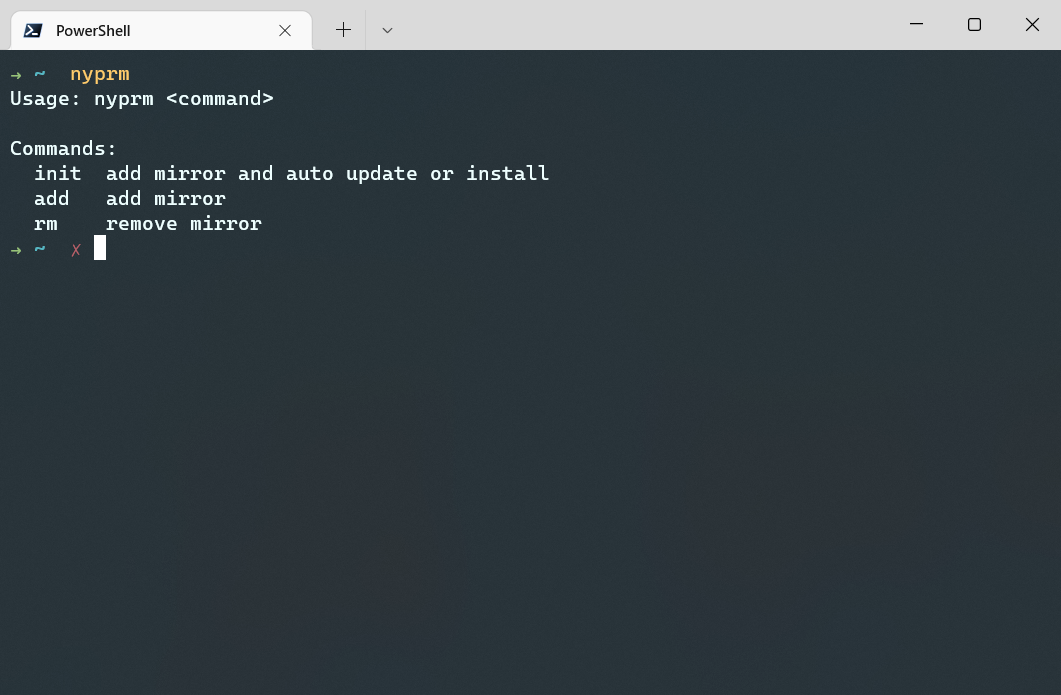 PowerShell
→ ~  nyprm
Usage: nyprm <command>

Commands:
  init  add mirror and auto update or install
  add   add mirror
  rm    remove mirror
→ ~  ✗